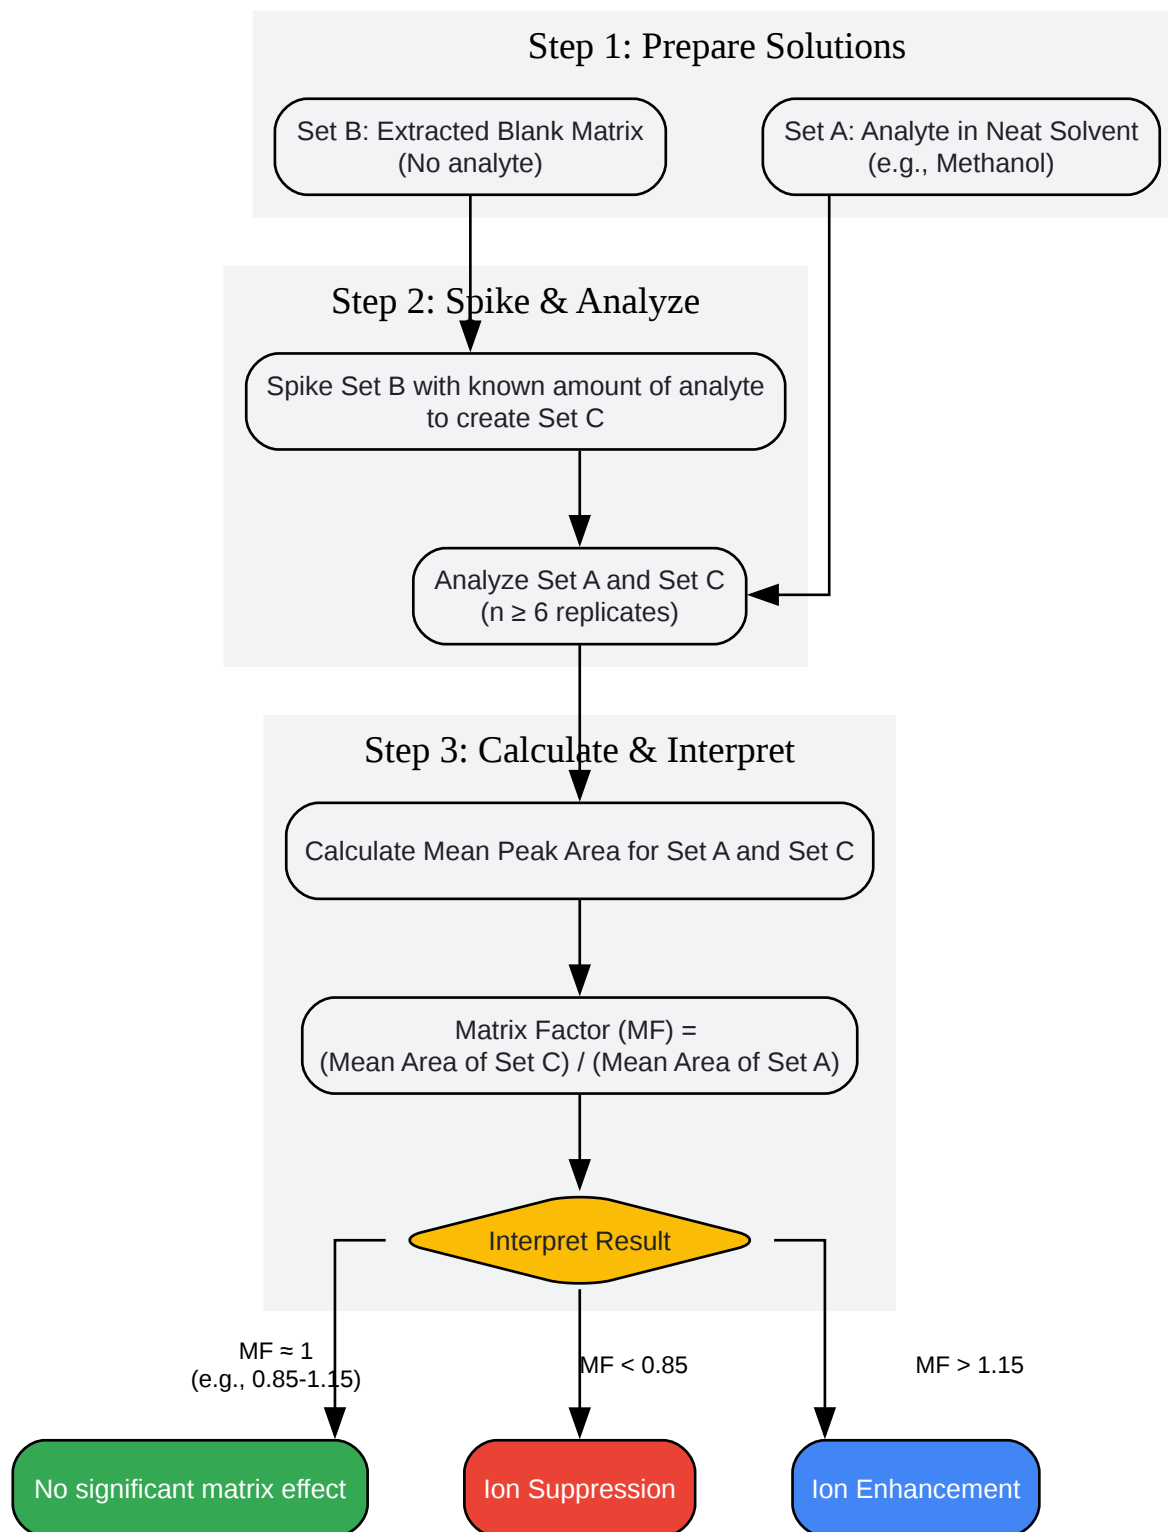 Step 1: Prepare Solutions
Set B: Extracted Blank Matrix
(No analyte)
Set A: Analyte in Neat Solvent
(e.g., Methanol)
Step 2: Spike & Analyze
Spike Set B with known amount of analyte
to create Set C
Analyze Set A and Set C
(n ≥ 6 replicates)
Step 3: Calculate & Interpret
Calculate Mean Peak Area for Set A and Set C
Matrix Factor (MF) =
(Mean Area of Set C) / (Mean Area of Set A)
Interpret Result
MF ≈ 1
(e.g., 0.85-1.15)
MF < 0.85
MF > 1.15
No significant matrix effect
Ion Suppression
Ion Enhancement